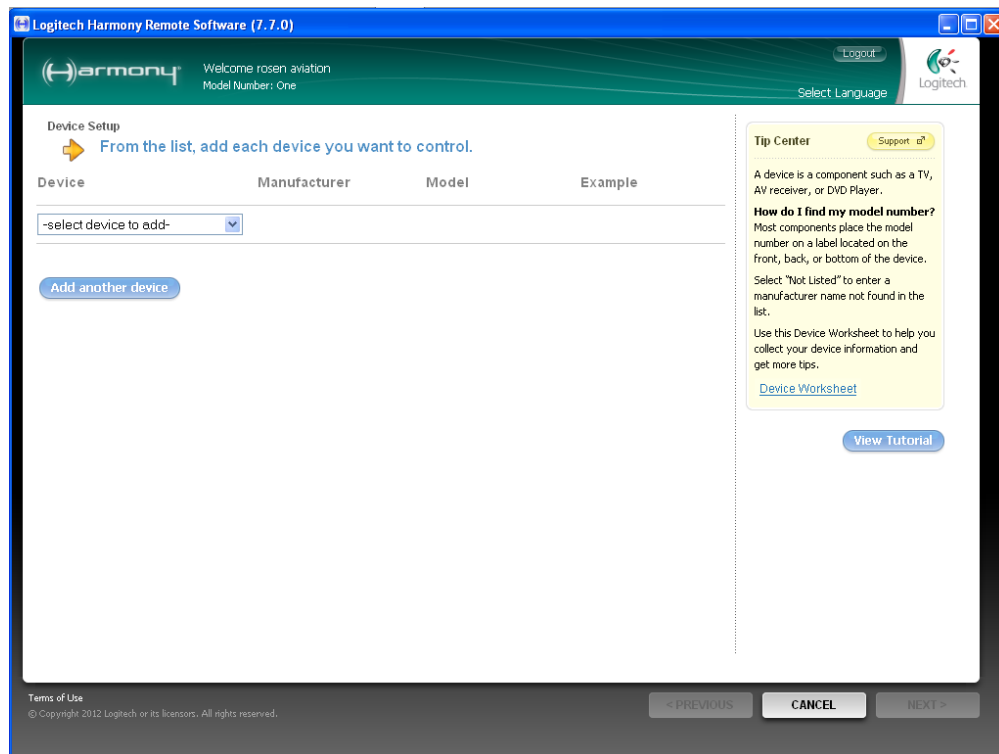 Logitech Harmony Remote Software (7.7.0)
Harmony
Welcome rosen aviation
Model Number: One
Logout
Select Language
Logitech
Device Setup
From the list, add each device you want to control.
Device Manufacturer Model Example
-select device to add-
Add another device
Tip Center
Support
A device is a component such as a TV,
AV receiver, or DVD Player.
How do I find my model number?
Most components place the model
number on a label located on the
front, back, or bottom of the device.
Select "Not Listed" to enter a
manufacturer name not found in the
list.
Use this Device Worksheet to help you
collect your device information and
get more tips.
Device Worksheet
View Tutorial
Terms of Use
© Copyright 2012 Logitech or its licensors. All rights reserved.
< PREVIOUS
CANCEL
NEXT >